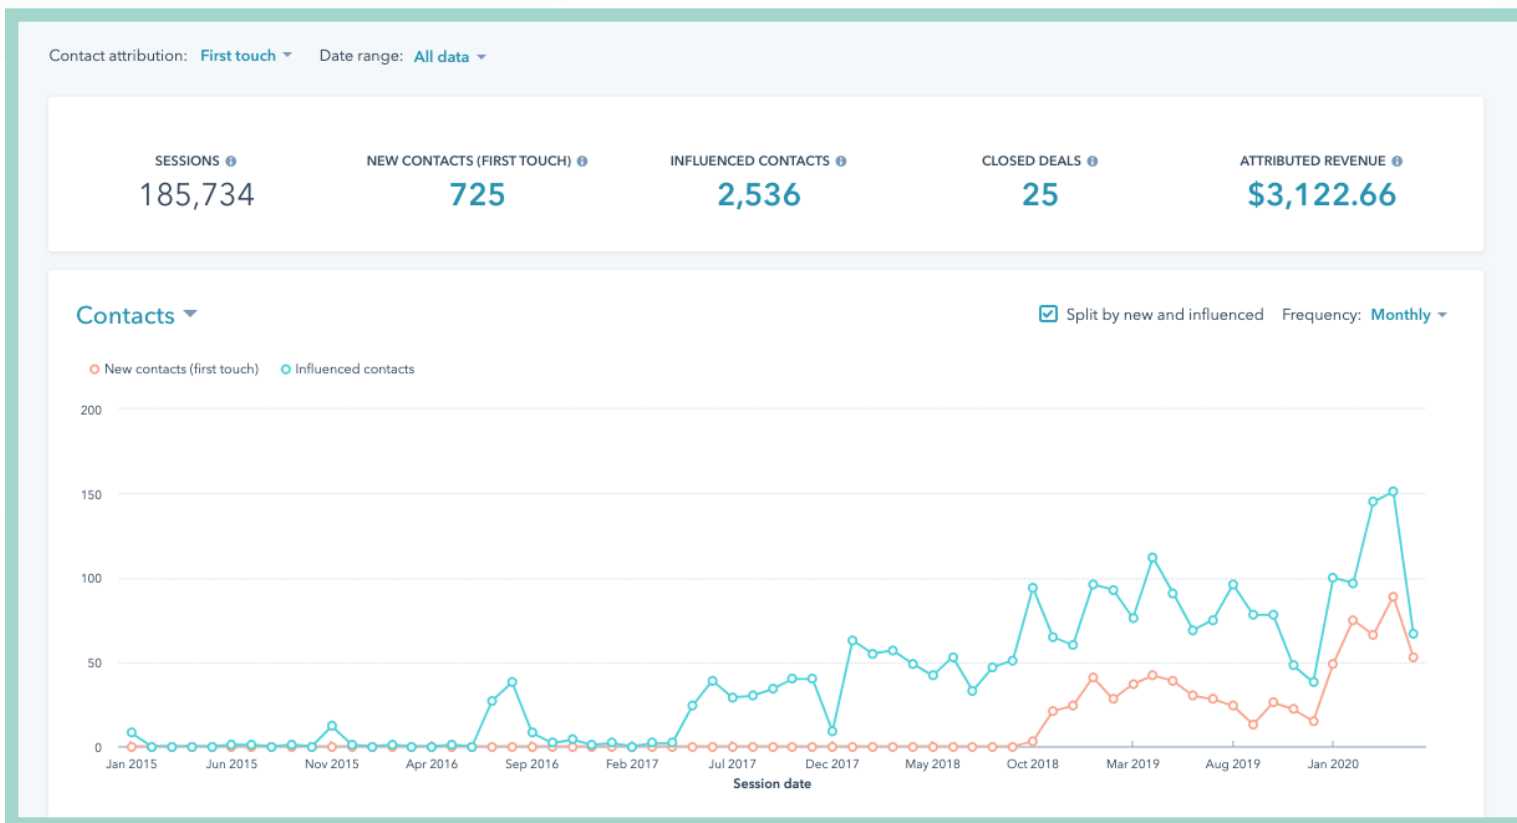 Contact attribution: First touch Date range: All data
SESSIONS NEW CONTACTS (FIRST TOUCH) INFLUENCED CONTACTS CLOSED DEALS ATTRIBUTED REVENUE
185,734 725 2,536 25 $3,122.66
Contacts Split by new and influenced Frequency: Monthly
New contacts (first touch) Influenced contacts
200
150
100
50
0
Jan 2015 Jun 2015 Nov 2015 Apr 2016 Sep 2016 Feb 2017 Jul 2017 Dec 2017 May 2018 Oct 2018 Mar 2019 Aug 2019 Jan 2020
Session date